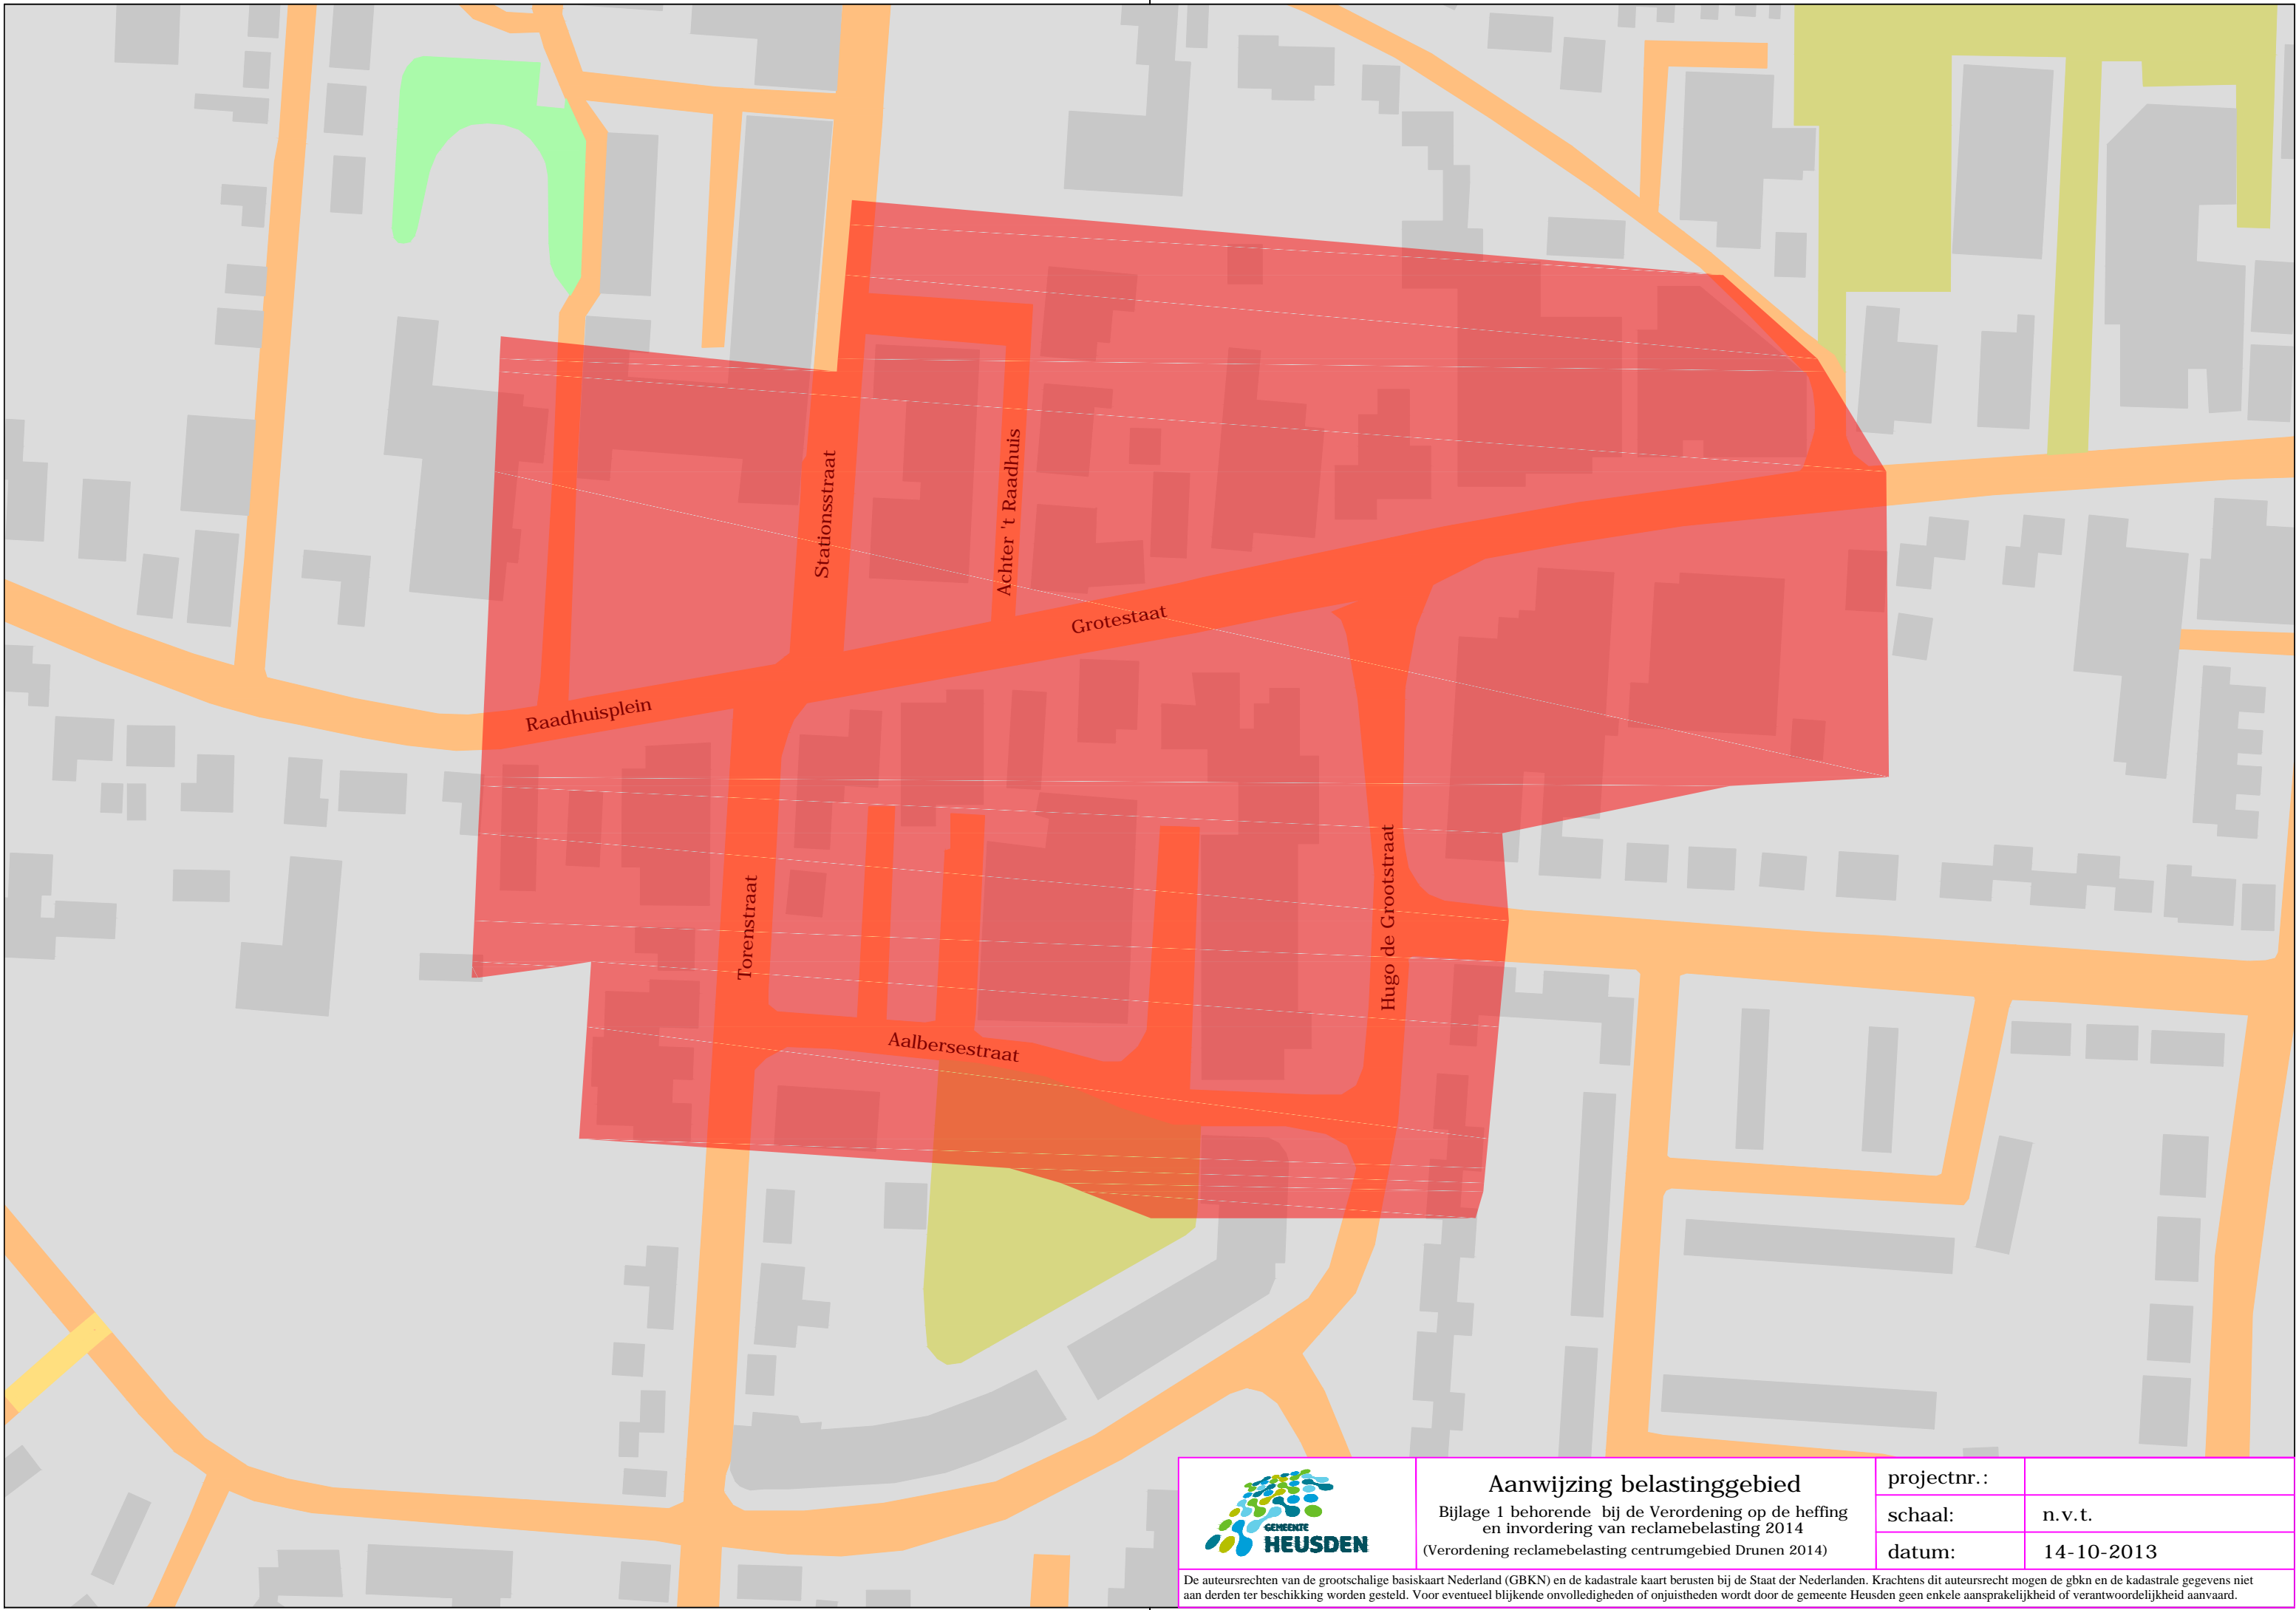 Stationsstraat
Achter 't Raadhuis
Grotestaat
Raadhuisplein
Torenstraat
Hugo de Grootstraat
Aalbersestraat
GEMEENTE
HEUSDEN
Aanwijzing belastinggebied
Bijlage 1 behorende bij de Verordening op de heffing
en invordering van reclamebelasting 2014
(Verordening reclamebelasting centrumgebied Drunen 2014)
projectnr.:
schaal: n.v.t.
datum: 14-10-2013
De auteursrechten van de grootschalige basiskaart Nederland (GBKN) en de kadastrale kaart berusten bij de Staat der Nederlanden. Krachtens dit auteursrecht mogen de gbkn en de kadastrale gegevens niet
aan derden ter beschikking worden gesteld. Voor eventueel blijkende onvolledigheden of onjuistheden wordt door de gemeente Heusden geen enkele aansprakelijkheid of verantwoordelijkheid aanvaard.